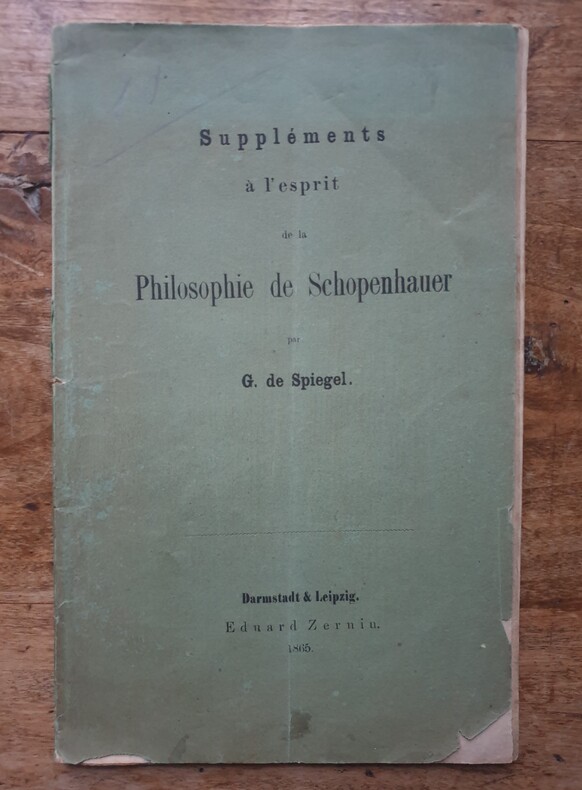 Suppléments
à l'esprit
de la
Philosophie de Schopenhauer
par
G. de Spiegel.
Darmstadt & Leipzig.
Eduard Zernin.
1865.